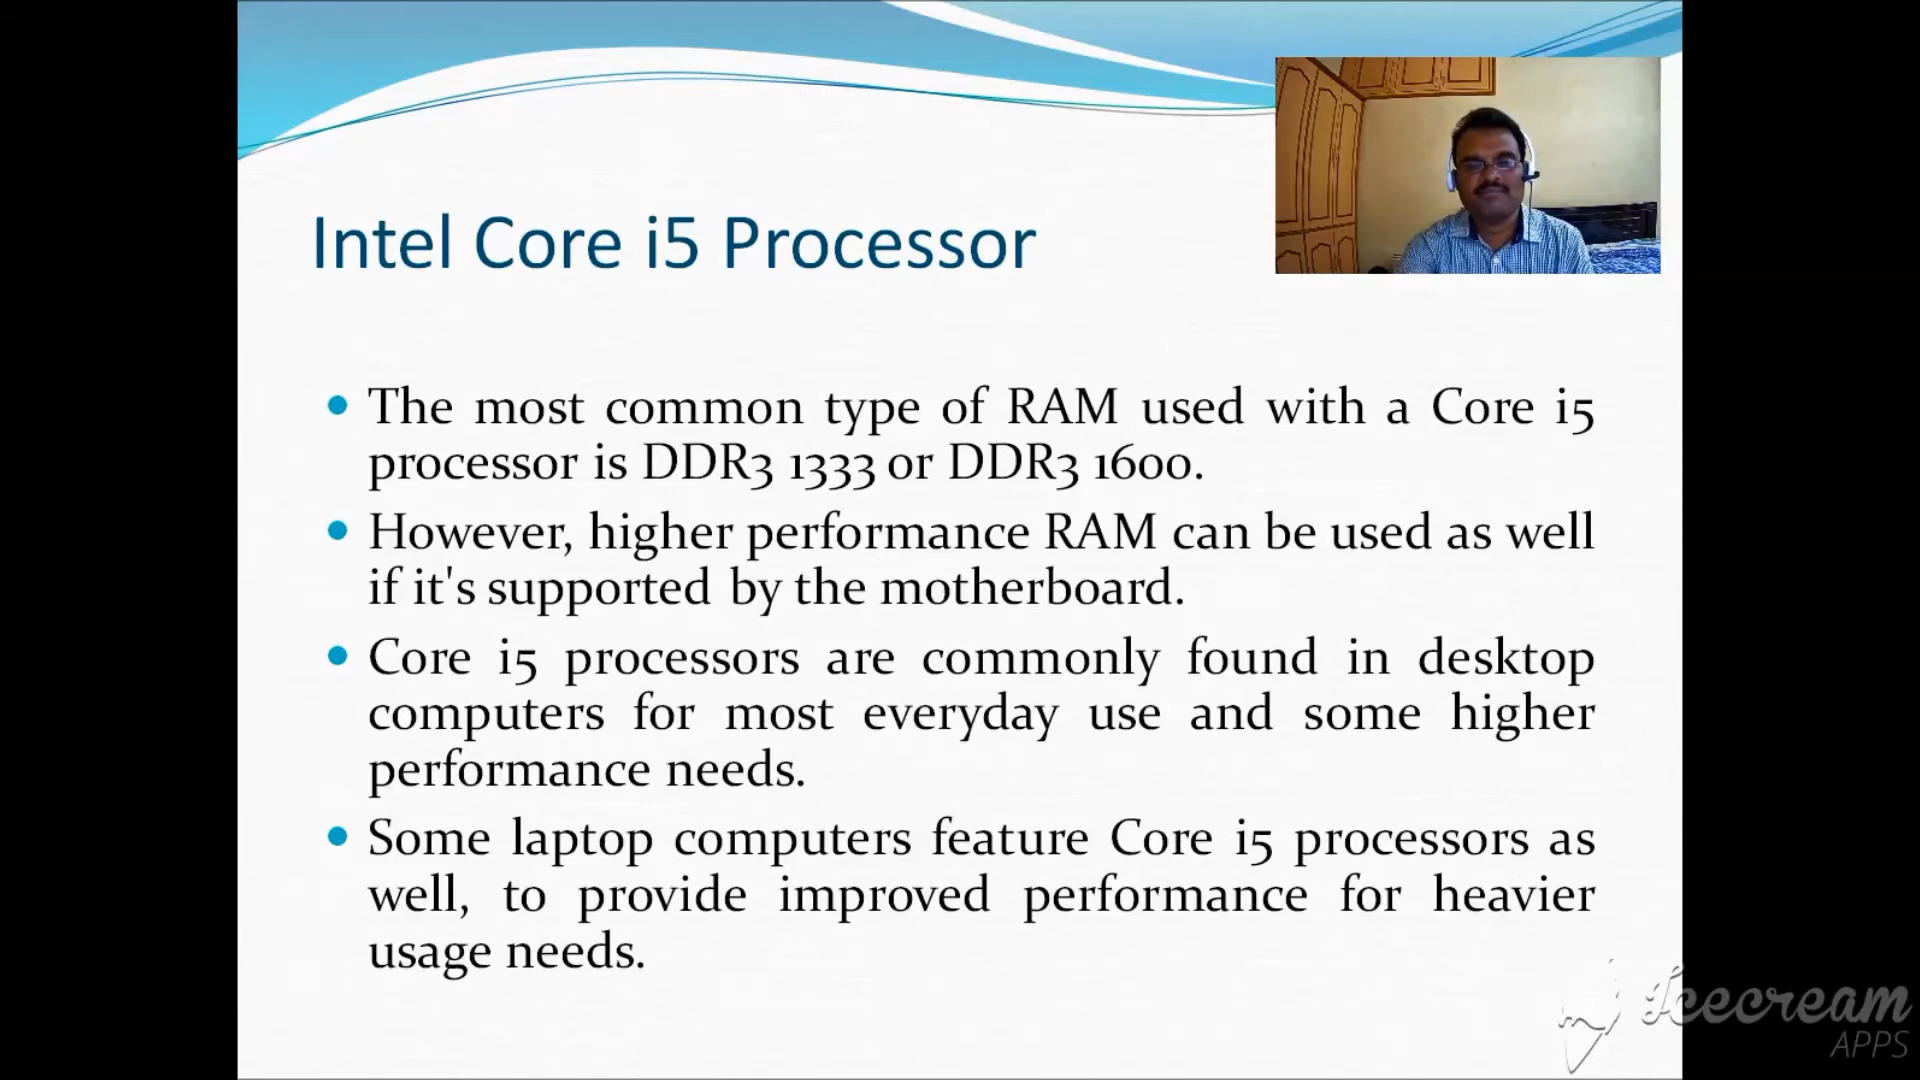 Intel Core i5 Processor
The most common type of RAM used with a Core i5
processor is DDR3 1333 or DDR3 1600.
However, higher performance RAM can be used as well
if it's supported by the motherboard.
Core i5 processors are commonly found in desktop
computers for most everyday use and some higher
performance needs.
Some laptop computers feature Core i5 processors as
well, to provide improved performance for heavier
usage needs.
Icecream
APPS